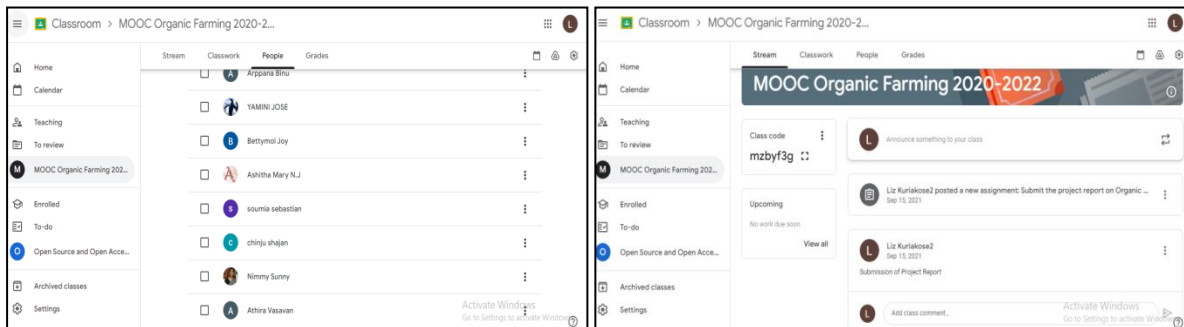 Classroom > MOOC Organic Farming 2020-2...
L
Stream Classwork People Grades
Home
Calendar
Teaching
To review
M MOOC Organic Farming 202...
Enrolled
To-do
O Open Source and Open Acce...
Archived classes
Settings
A Arppana Binu
YAMINI JOSE
B Bettymol Joy
A Ashitha Mary N.J
s soumia sebastian
c chinju shajan
Nimmy Sunny
A Athira Vasavan
Activate Windows
Go to Settings to activate Windows
Classroom > MOOC Organic Farming 2020-2...
L
Stream Classwork People Grades
Home
Calendar
Teaching
To review
M MOOC Organic Farming 202...
Enrolled
To-do
O Open Source and Open Acce...
Archived classes
Settings
MOOC Organic Farming 2020-2022
Class code
mzbyf3g
Upcoming
No work due soon
View all
L Announce something to your class
Liz Kuriakose2 posted a new assignment: Submit the project report on Organic ...
Sep 15, 2021
L Liz Kuriakose2
Sep 15, 2021
Submission of Project Report
L Add class comment...
Activate Windows
Go to Settings to activate Windows